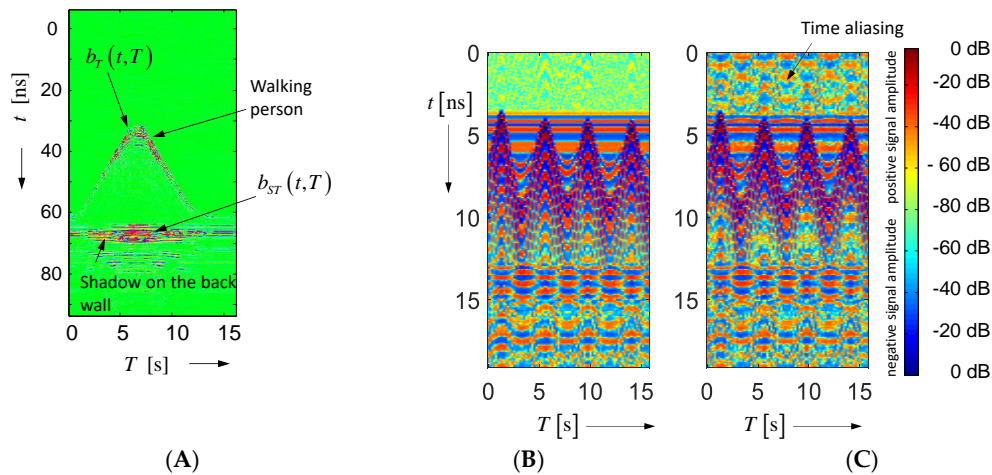 0
20
40
60
80
t [ns]
b_T (t,T)
Walking
person
b_ST (t,T)
Shadow on the back
wall
0 5 10 15
T [s]
(A)
0
5
10
15
t [ns]
0 5 10 15
T [s]
(B)
Time aliasing
0
5
10
15
0 5 10 15
T [s]
(C)
positive signal amplitude
negative signal amplitude
0 dB
-20 dB
-40 dB
- 60 dB
-80 dB
-60 dB
-40 dB
-20 dB
0 dB